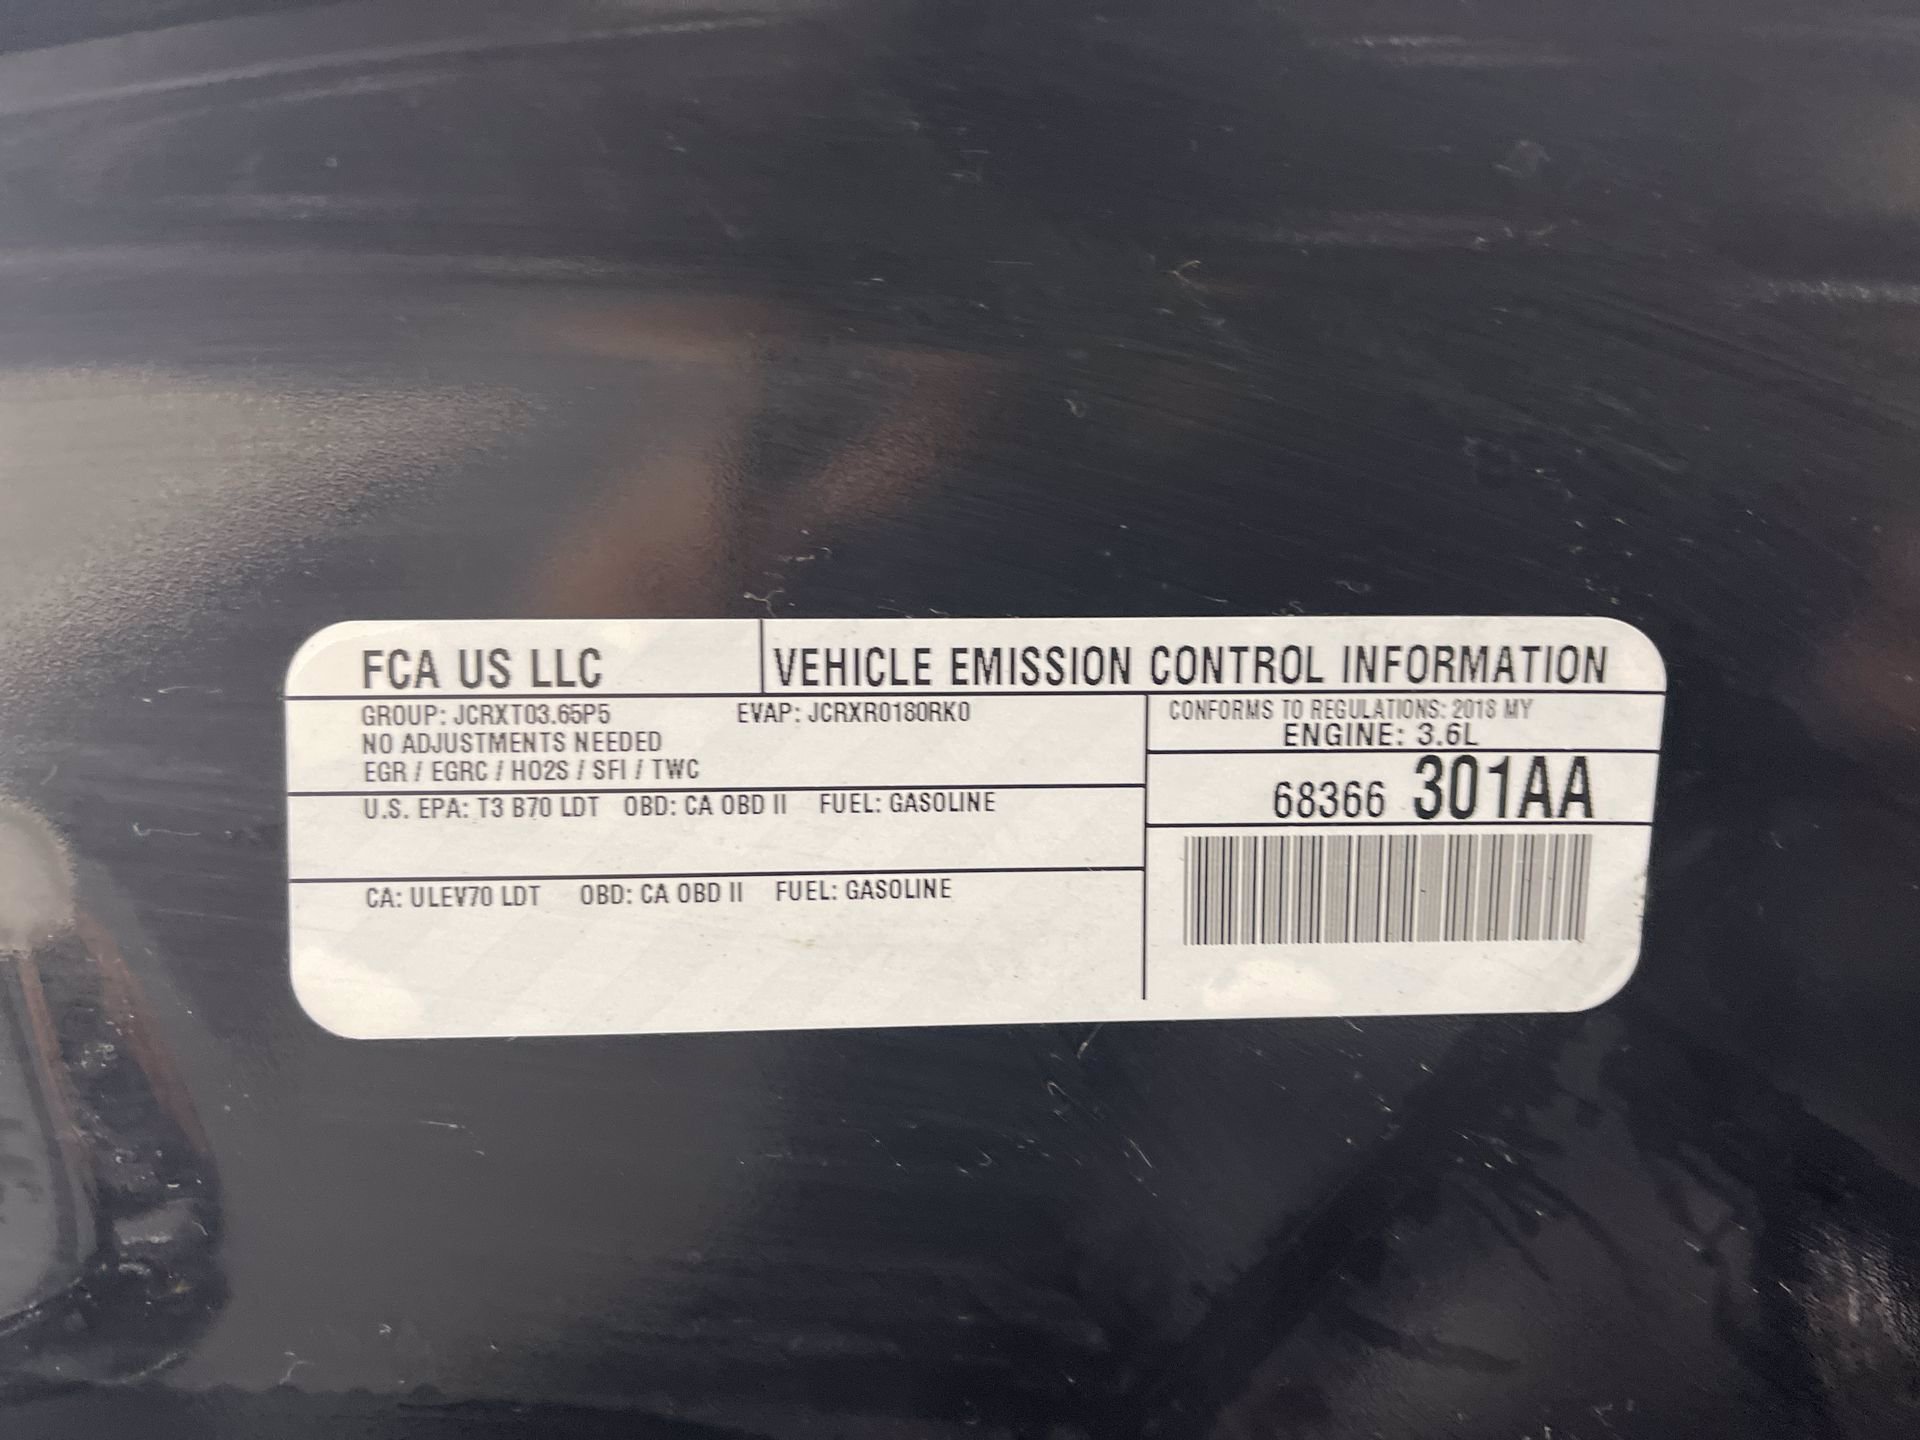 FCA US LLC
VEHICLE EMISSION CONTROL INFORMATION
GROUP: JCRXT03.65P5 EVAP: JCRXR0180RK0
NO ADJUSTMENTS NEEDED
EGR / EGRC / HO2S / SFI / TWC
U.S. EPA: T3 B70 LDT OBD: CA OBD II FUEL: GASOLINE
CA: ULEV70 LDT OBD: CA OBD II FUEL: GASOLINE
CONFORMS TO REGULATIONS: 2018 MY
ENGINE: 3.6L
68366 301AA